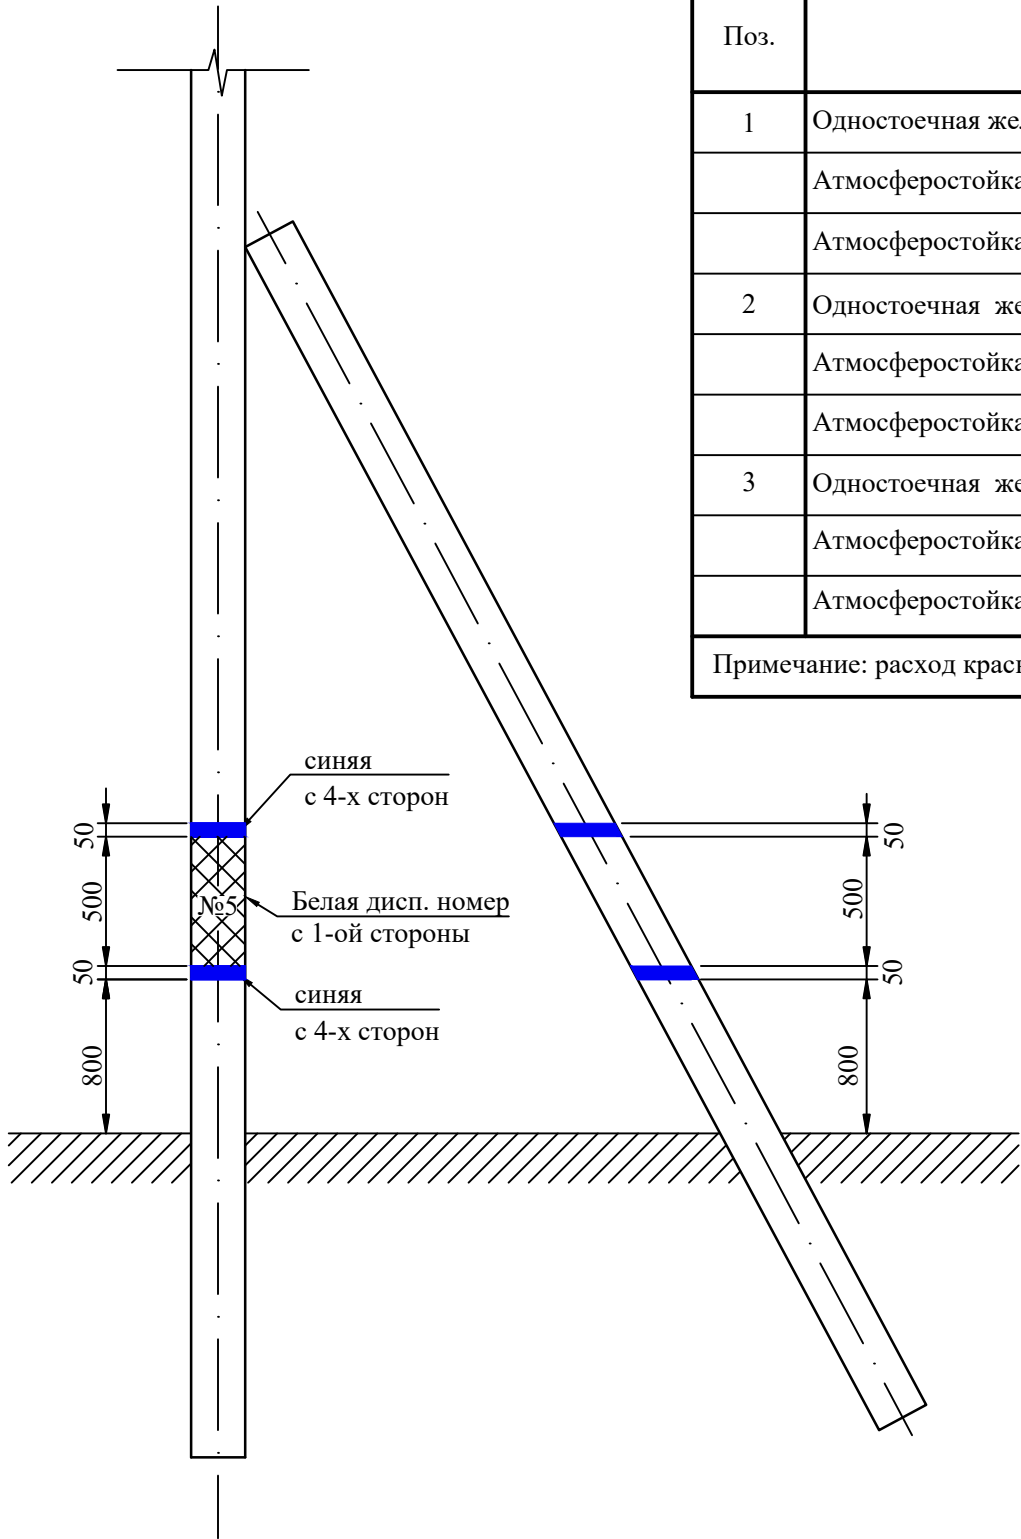 Поз.
1
Одностоечная же
Атмосферостойка
Атмосферостойка
2
Одностоечная же
Атмосферостойка
Атмосферостойка
3
Одностоечная же
Атмосферостойка
Атмосферостойка
Примечание: расход крас
синяя
с 4-х сторон
50
500
50
800
№5
Белая дисп. номер
с 1-ой стороны
синяя
с 4-х сторон
50
500
50
800